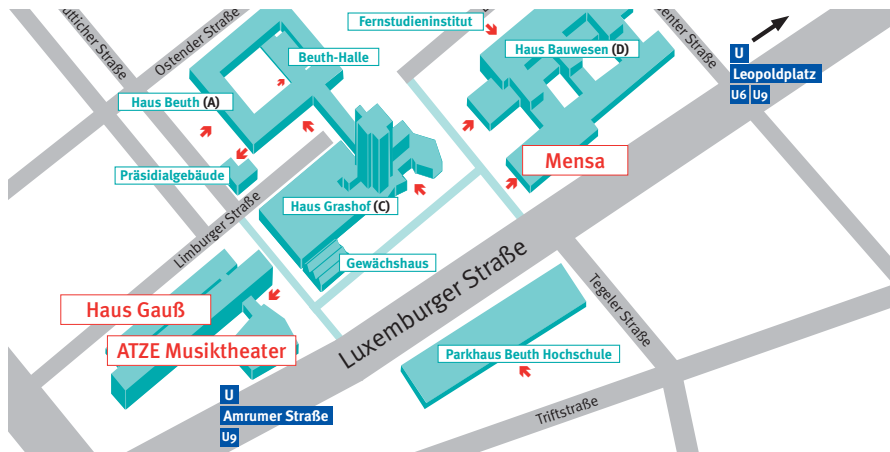 Fernstudieninstitut
Ostender Straße
Beuth-Halle
Haus Bauwesen (D)
U
Leopoldplatz
U6 U9
Haus Beuth (A)
Mensa
Präsidialgebäude
Haus Grashof (C)
Limburger Straße
Gewächshaus
Luxemburger Straße
Tegeler Straße
Haus Gauß
ATZE Musiktheater
Parkhaus Beuth Hochschule
U
Amrumer Straße
U9
Triftstraße